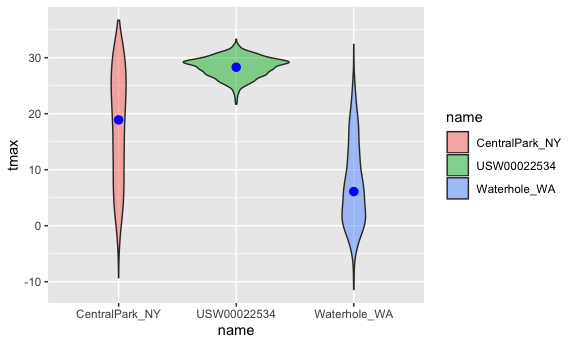 tmax
30
20
10
0
-10
CentralPark_NY
USW00022534
Waterhole_WA
name
name
CentralPark_NY
USW00022534
Waterhole_WA